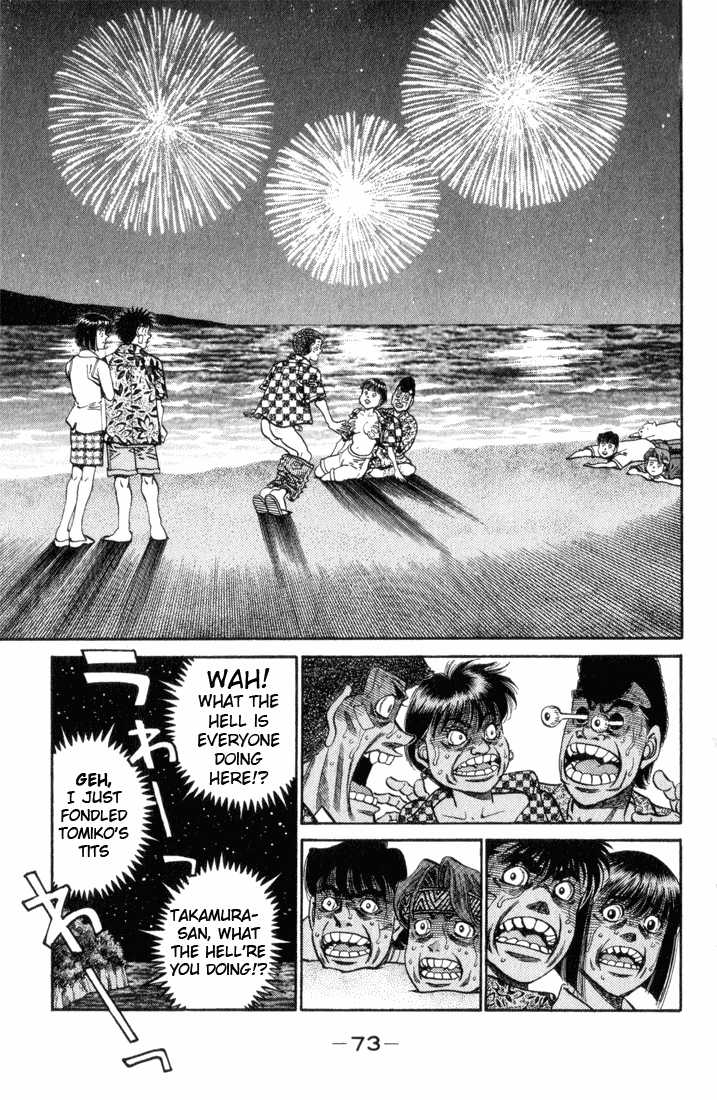 WAH!
WHAT THE
HELL IS
EVERYONE
DOING
HERE!?
GEH,
I JUST
FONDLED
TOMIKO'S
TITS
TAKAMURA-
SAN, WHAT
THE HELL'RE
YOU DOING!?
うわーっ
わーっ
—73—